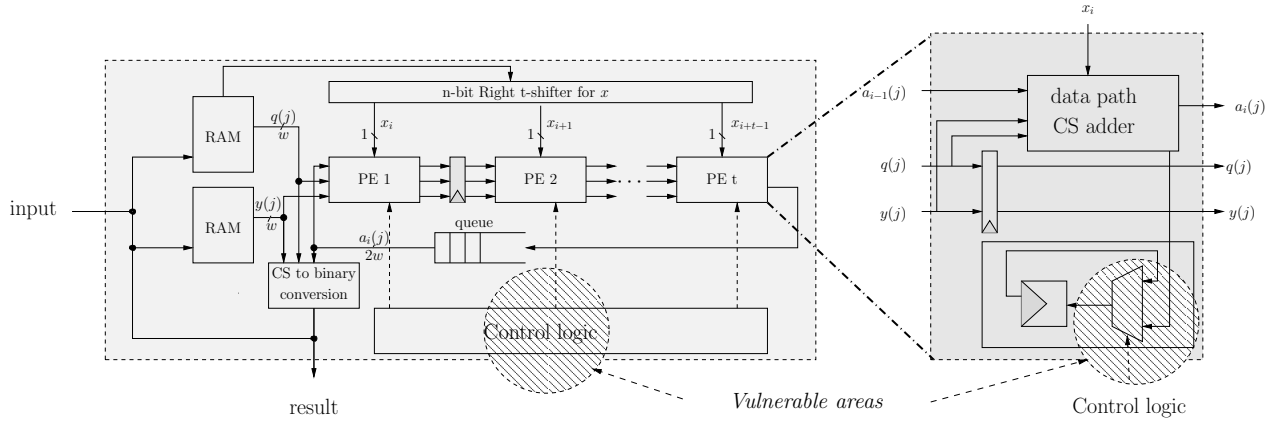 x_i
n-bit Right t-shifter for x
a_{i-1}(j)
data path
CS adder
a_i(j)
RAM
q(j)
w
1
x_i
1
x_{i+1}
1
x_{i+t-1}
PE 1
PE 2
· · ·
PE t
q(j)
q(j)
input
RAM
y(j)
w
y(j)
y(j)
queue
a_i(j)
2w
CS to binary
conversion
Control logic
result
Vulnerable areas
Control logic